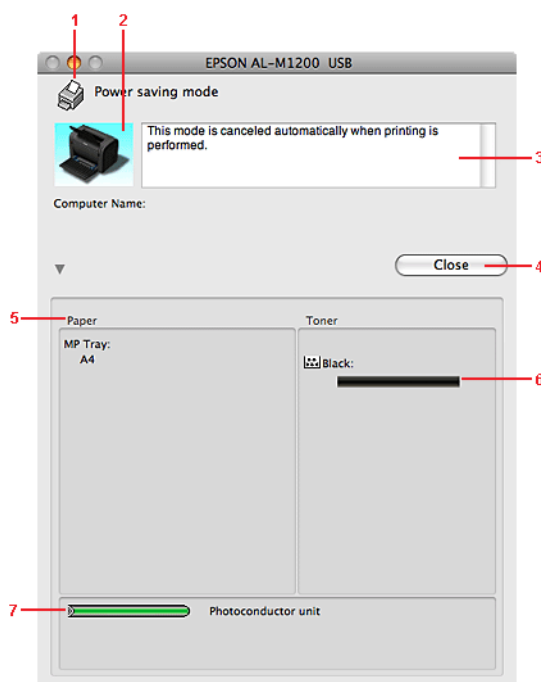 1 2
EPSON AL-M1200 USB
Power saving mode
This mode is canceled automatically when printing is
performed.
3
Computer Name:
Close
4
5
Paper
Toner
MP Tray:
A4
Black:
6
7
Photoconductor unit